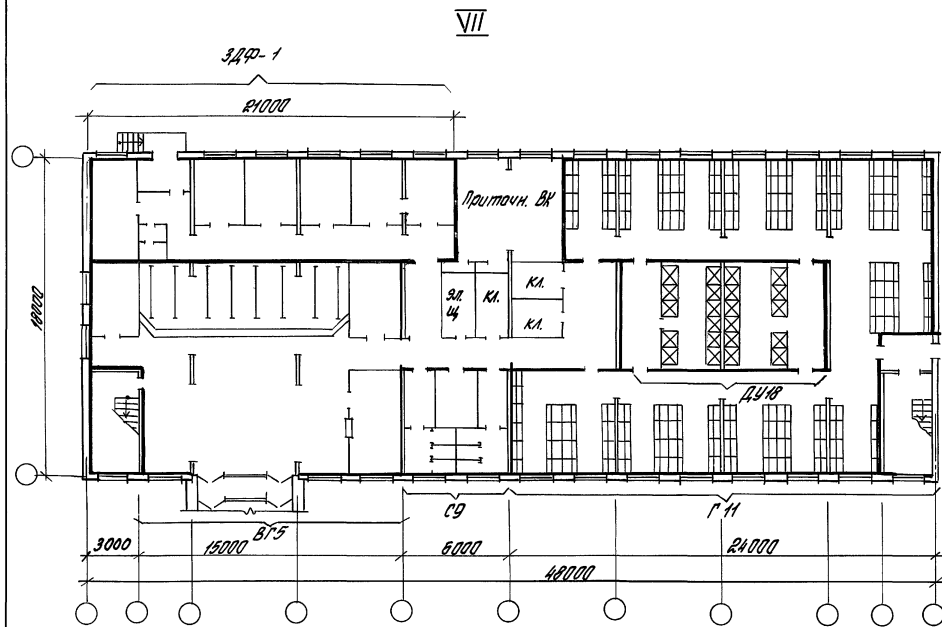 VII
ЗДФ-1
21000
Приточн. ВК
18000
эл. щ
кл.
кл.
кл.
ДУ18
ВГ5
С9
Г 11
3000
15000
6000
24000
48000